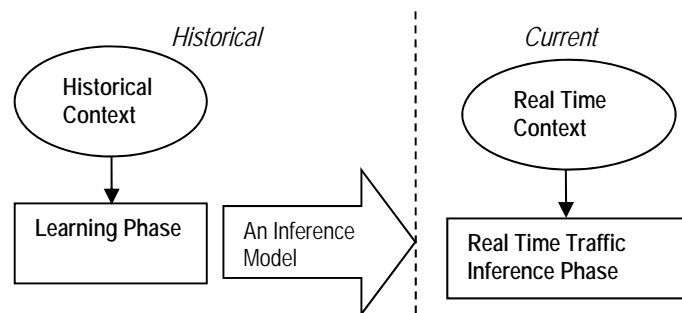 Historical
Current
Historical
Context
Real Time
Context
Learning Phase
An Inference
Model
Real Time Traffic
Inference Phase